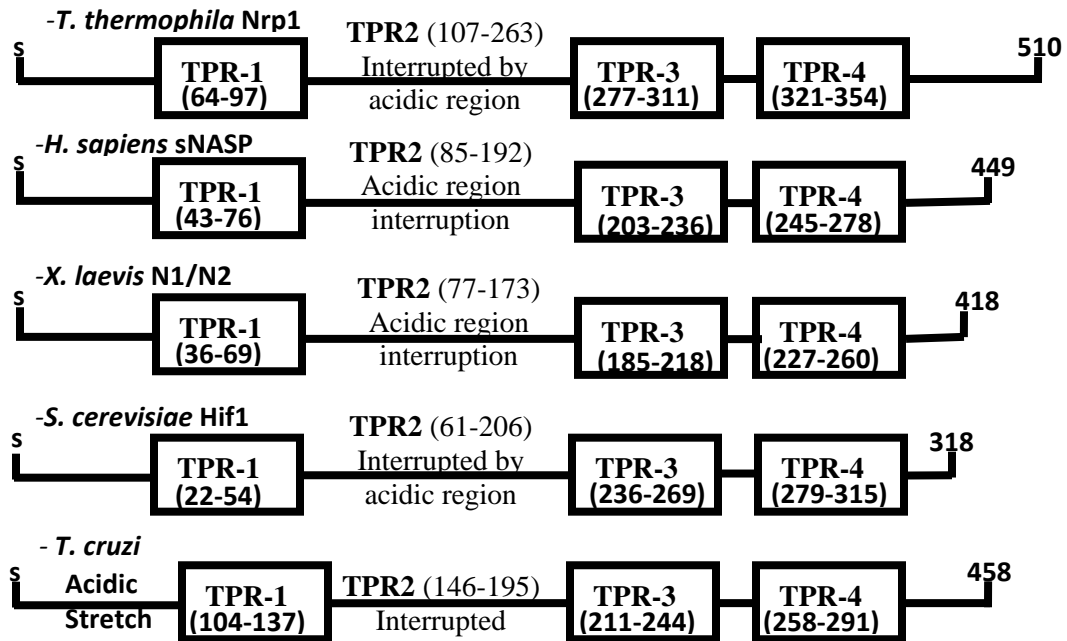 -T. thermophila Nrp1
S
TPR-1
(64-97)
TPR2 (107-263)
Interrupted by
acidic region
TPR-3
(277-311)
TPR-4
(321-354)
510
-H. sapiens sNASP
S
TPR-1
(43-76)
TPR2 (85-192)
Acidic region
interruption
TPR-3
(203-236)
TPR-4
(245-278)
449
-X. laevis N1/N2
S
TPR-1
(36-69)
TPR2 (77-173)
Acidic region
interruption
TPR-3
(185-218)
TPR-4
(227-260)
418
-S. cerevisiae Hif1
S
TPR-1
(22-54)
TPR2 (61-206)
Interrupted by
acidic region
TPR-3
(236-269)
TPR-4
(279-315)
318
- T. cruzi
S
Acidic
Stretch
TPR-1
(104-137)
TPR2 (146-195)
Interrupted
TPR-3
(211-244)
TPR-4
(258-291)
458